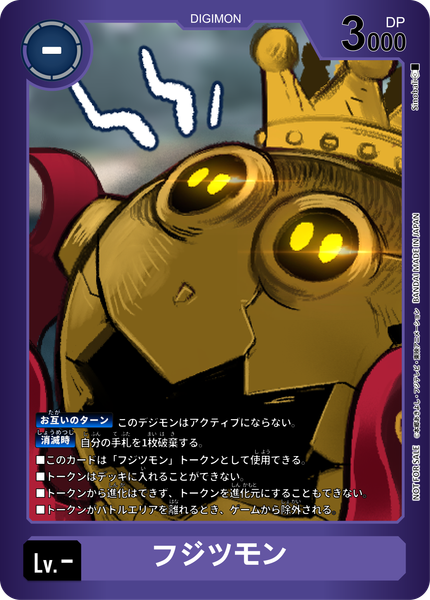 DIGIMON
DP
3000
-
お互いのターン このデジモンはアクティブにならない。
消滅時 自分の手札を1枚破棄する。
■このカードは「フジツモン」トークンとして使用できる。
■トークンはデッキに入れることができない。
■トークンから進化はできず、トークンを進化元にすることもできない。
■トークンがバトルエリアを離れるとき、ゲームから除外される。
Lv.-
フジツモン
BANDAI MADE IN JAPAN
NOT FOR SALE